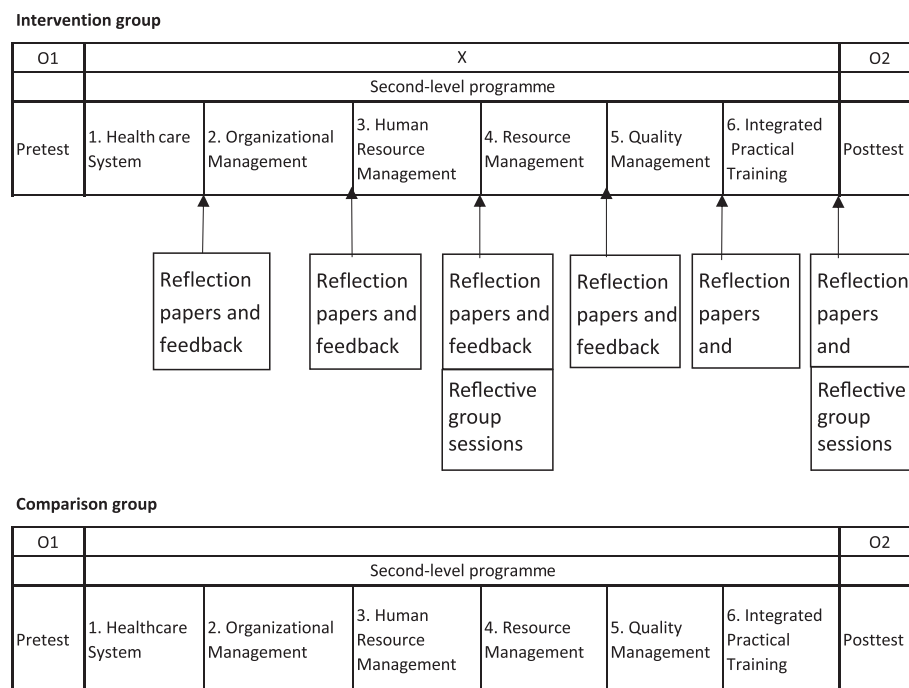 Intervention group
O1 X O2
Second-level programme
Pretest
1. Health care
System
2. Organizational
Management
3. Human
Resource
Management
4. Resource
Management
5. Quality
Management
6. Integrated
Practical
Training
Posttest
Reflection
papers and
feedback
Reflection
papers and
feedback
Reflection
papers and
feedback
Reflective
group
sessions
Reflection
papers and
feedback
Reflection
papers
and
Reflection
papers
and
Reflective
group
sessions
Comparison group
O1 O2
Second-level programme
Pretest
1. Healthcare
System
2. Organizational
Management
3. Human
Resource
Management
4. Resource
Management
5. Quality
Management
6. Integrated
Practical
Training
Posttest